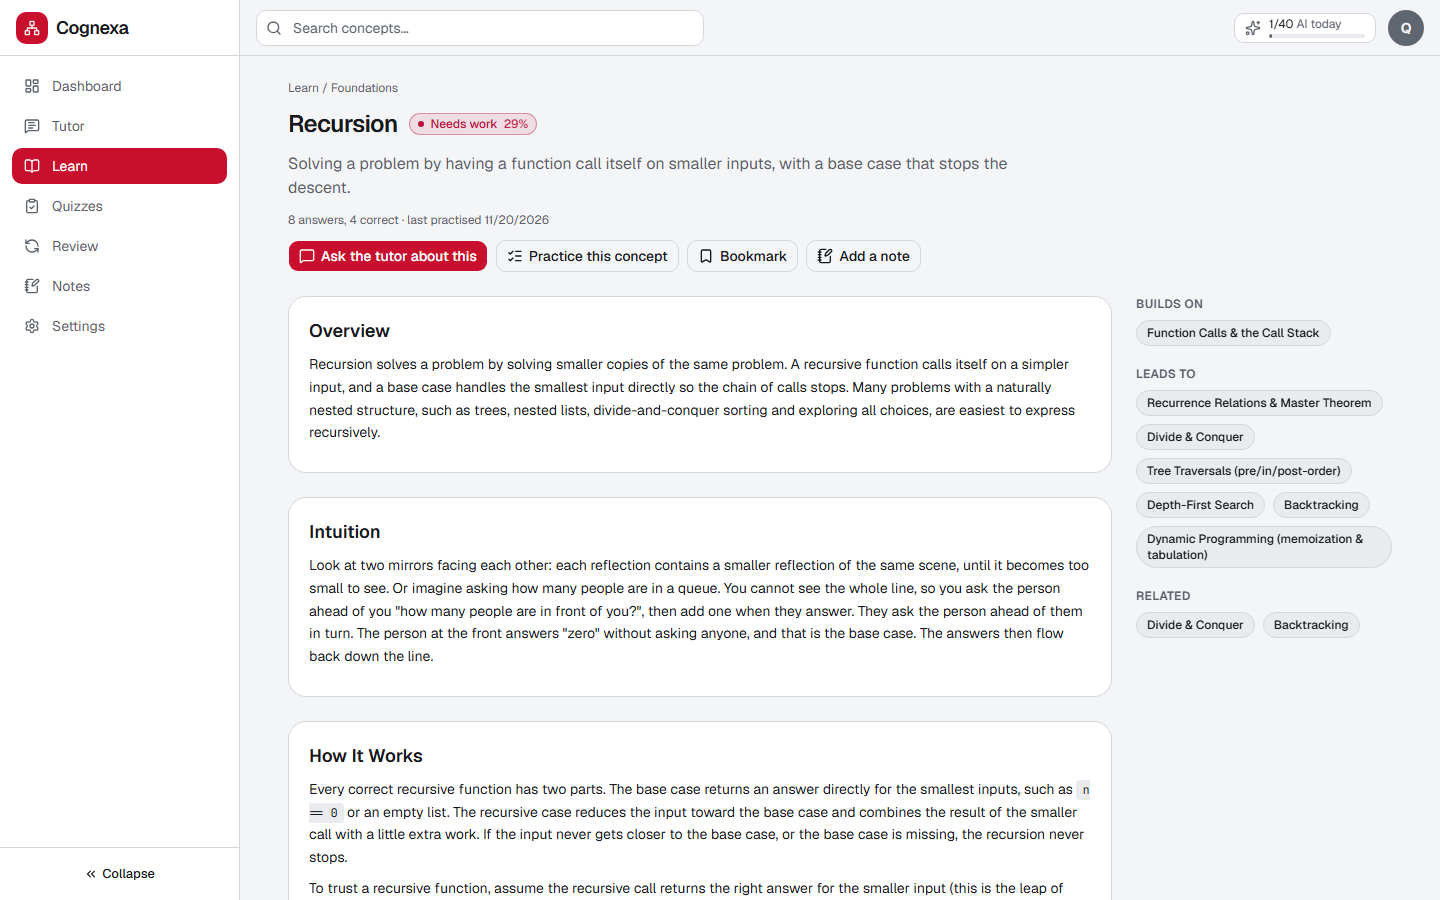 Cognexa
Search concepts...
1/40 AI today
Q
Dashboard
Tutor
Learn
Quizzes
Review
Notes
Settings
Collapse
Learn / Foundations
Recursion
Needs work 29%
Solving a problem by having a function call itself on smaller inputs, with a base case that stops the
descent.
8 answers, 4 correct · last practised 11/20/2026
Ask the tutor about this
Practice this concept
Bookmark
Add a note
Overview
Recursion solves a problem by solving smaller copies of the same problem. A recursive function calls itself on a simpler
input, and a base case handles the smallest input directly so the chain of calls stops. Many problems with a naturally
nested structure, such as trees, nested lists, divide-and-conquer sorting and exploring all choices, are easiest to express
recursively.
Intuition
Look at two mirrors facing each other: each reflection contains a smaller reflection of the same scene, until it becomes too
small to see. Or imagine asking how many people are in a queue. You cannot see the whole line, so you ask the person
ahead of you "how many people are in front of you?", then add one when they answer. They ask the person ahead of them
in turn. The person at the front answers "zero" without asking anyone, and that is the base case. The answers then flow
back down the line.
How It Works
Every correct recursive function has two parts. The base case returns an answer directly for the smallest inputs, such as n
== 0 or an empty list. The recursive case reduces the input toward the base case and combines the result of the smaller
call with a little extra work. If the input never gets closer to the base case, or the base case is missing, the recursion never
stops.
To trust a recursive function, assume the recursive call returns the right answer for the smaller input (this is the leap of
BUILDS ON
Function Calls & the Call Stack
LEADS TO
Recurrence Relations & Master Theorem
Divide & Conquer
Tree Traversals (pre/in/post-order)
Depth-First Search
Backtracking
Dynamic Programming (memoization &
tabulation)
RELATED
Divide & Conquer
Backtracking